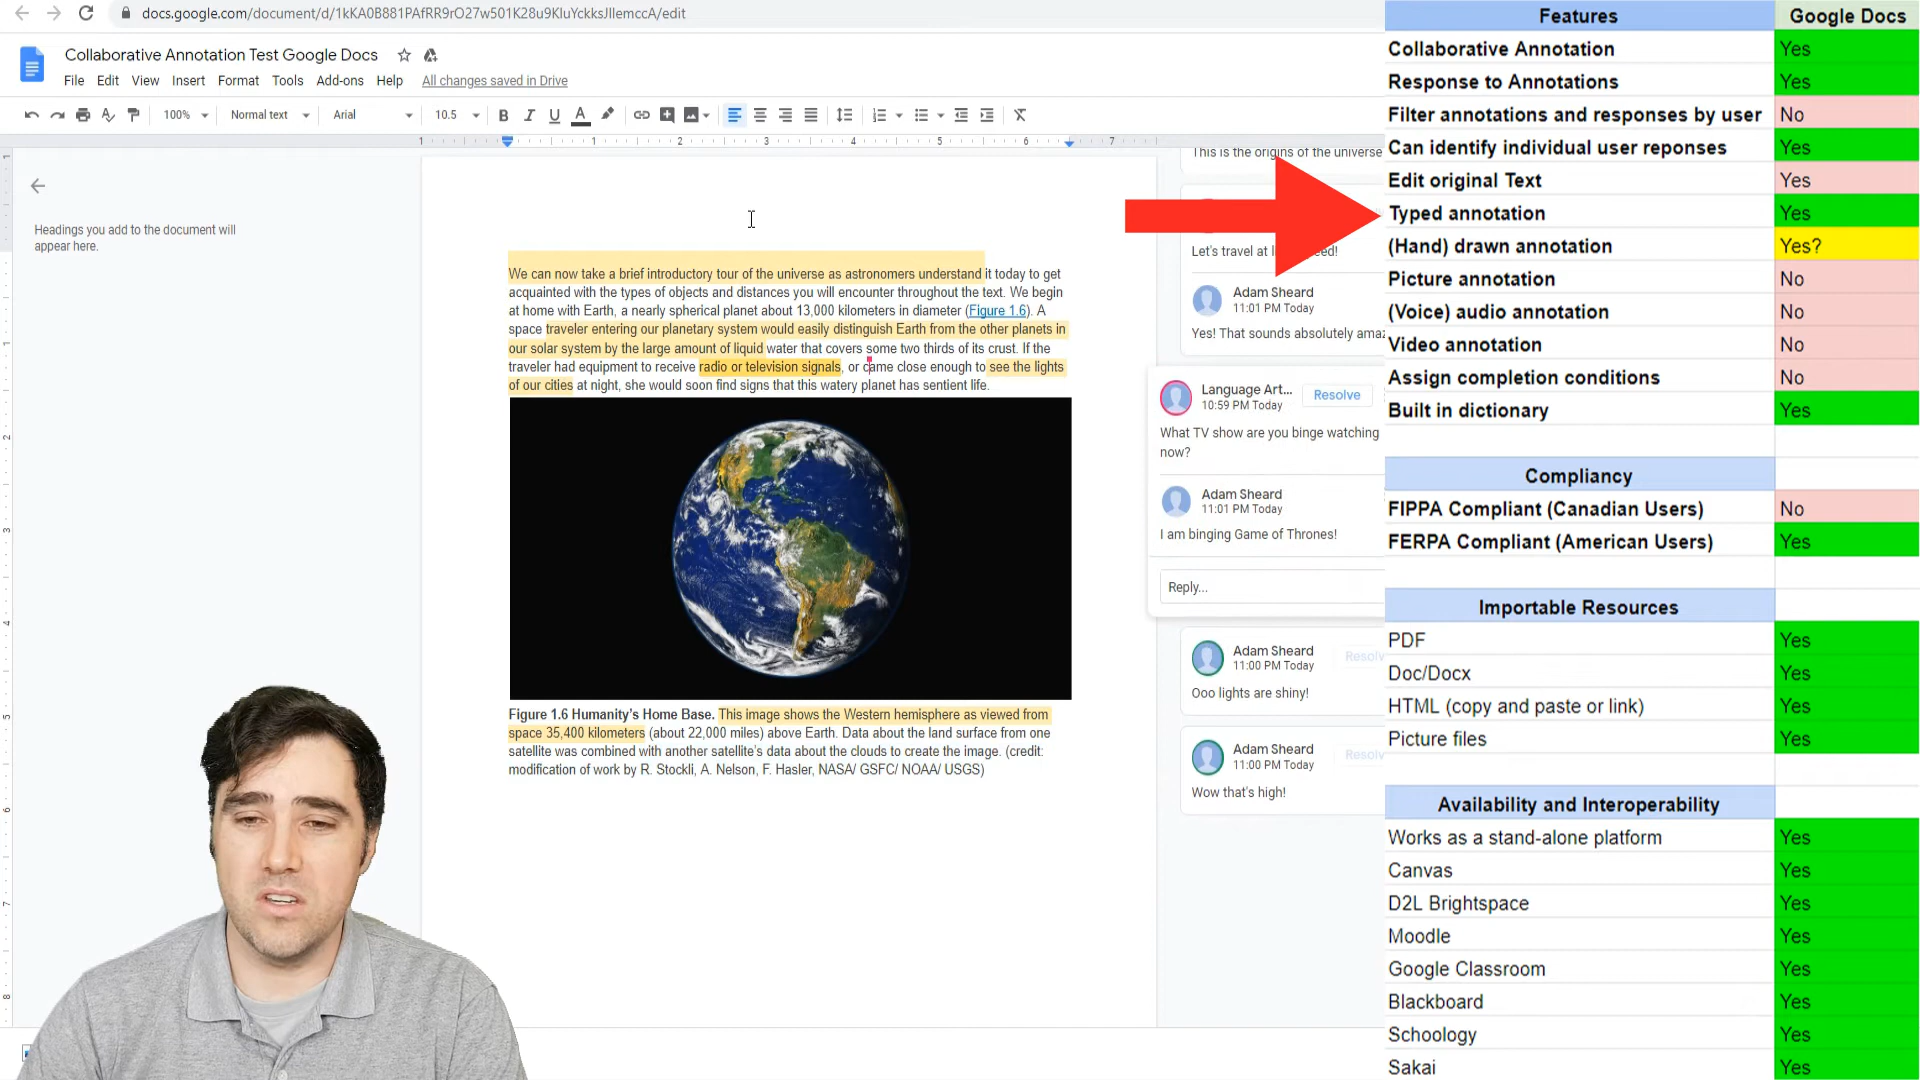 docs.google.com/document/d/1kKA0B881PAfRR9rO27w501K28u9KIuYckksJIlemccA/edit
Collaborative Annotation Test Google Docs
File Edit View Insert Format Tools Add-ons Help All changes saved in Drive
100% Normal text Arial 10.5 B I U A
1 1 2 3 4 5 6 7
Headings you add to the document will
appear here.
We can now take a brief introductory tour of the universe as astronomers understand it today to get
acquainted with the types of objects and distances you will encounter throughout the text. We begin
at home with Earth, a nearly spherical planet about 13,000 kilometers in diameter (Figure 1.6). A
space traveler entering our planetary system would easily distinguish Earth from the other planets in
our solar system by the large amount of liquid water that covers some two thirds of its crust. If the
traveler had equipment to receive radio or television signals, or came close enough to see the lights
of our cities at night, she would soon find signs that this watery planet has sentient life.
Figure 1.6 Humanity's Home Base. This image shows the Western hemisphere as viewed from
space 35,400 kilometers (about 22,000 miles) above Earth. Data about the land surface from one
satellite was combined with another satellite's data about the clouds to create the image. (credit:
modification of work by R. Stockli, A. Nelson, F. Hasler, NASA/ GSFC/ NOAA/ USGS)
This is the origins of the universe
Let's travel at
Adam Sheard
11:01 PM Today
Yes! That sounds absolutely amaz
Language Art... Resolve
10:59 PM Today
What TV show are you binge watching
now?
Adam Sheard
11:01 PM Today
I am binging Game of Thrones!
Reply...
Adam Sheard
11:00 PM Today
Resolv
Ooo lights are shiny!
Adam Sheard
11:00 PM Today
Resolv
Wow that's high!
Features Google Docs
Collaborative Annotation Yes
Response to Annotations Yes
Filter annotations and responses by user No
Can identify individual user reponses Yes
Edit original Text Yes
Typed annotation Yes
(Hand) drawn annotation Yes?
Picture annotation No
(Voice) audio annotation No
Video annotation No
Assign completion conditions No
Built in dictionary Yes
Compliancy
FIPPA Compliant (Canadian Users) No
FERPA Compliant (American Users) Yes
Importable Resources
PDF Yes
Doc/Docx Yes
HTML (copy and paste or link) Yes
Picture files Yes
Availability and Interoperability
Works as a stand-alone platform Yes
Canvas Yes
D2L Brightspace Yes
Moodle Yes
Google Classroom Yes
Blackboard Yes
Schoology Yes
Sakai Yes